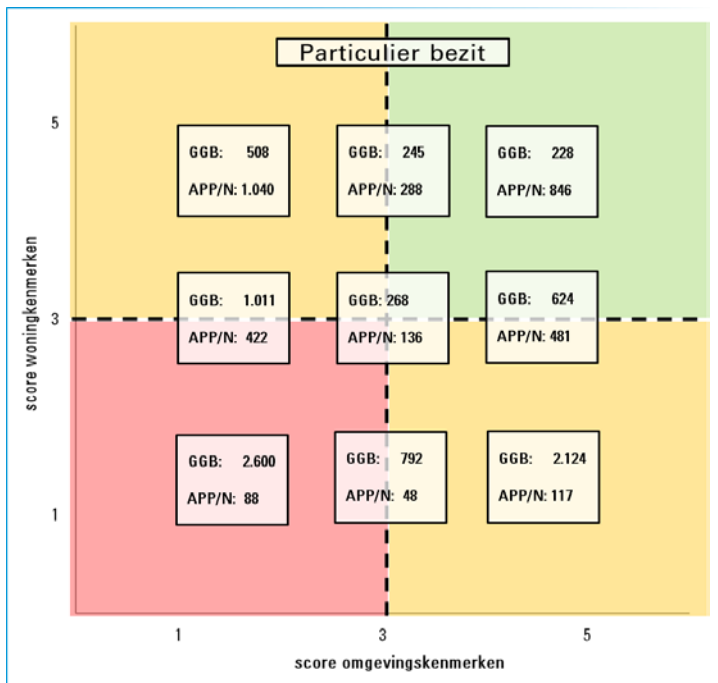 Particulier bezit
5
GGB: 508
APP/N: 1.040
GGB: 245
APP/N: 288
GGB: 228
APP/N: 846
score woningkenmerken
3
GGB: 1.011
APP/N: 422
GGB: 268
APP/N: 136
GGB: 624
APP/N: 481
1
GGB: 2.600
APP/N: 88
GGB: 792
APP/N: 48
GGB: 2.124
APP/N: 117
1 3 5
score omgevingskenmerken